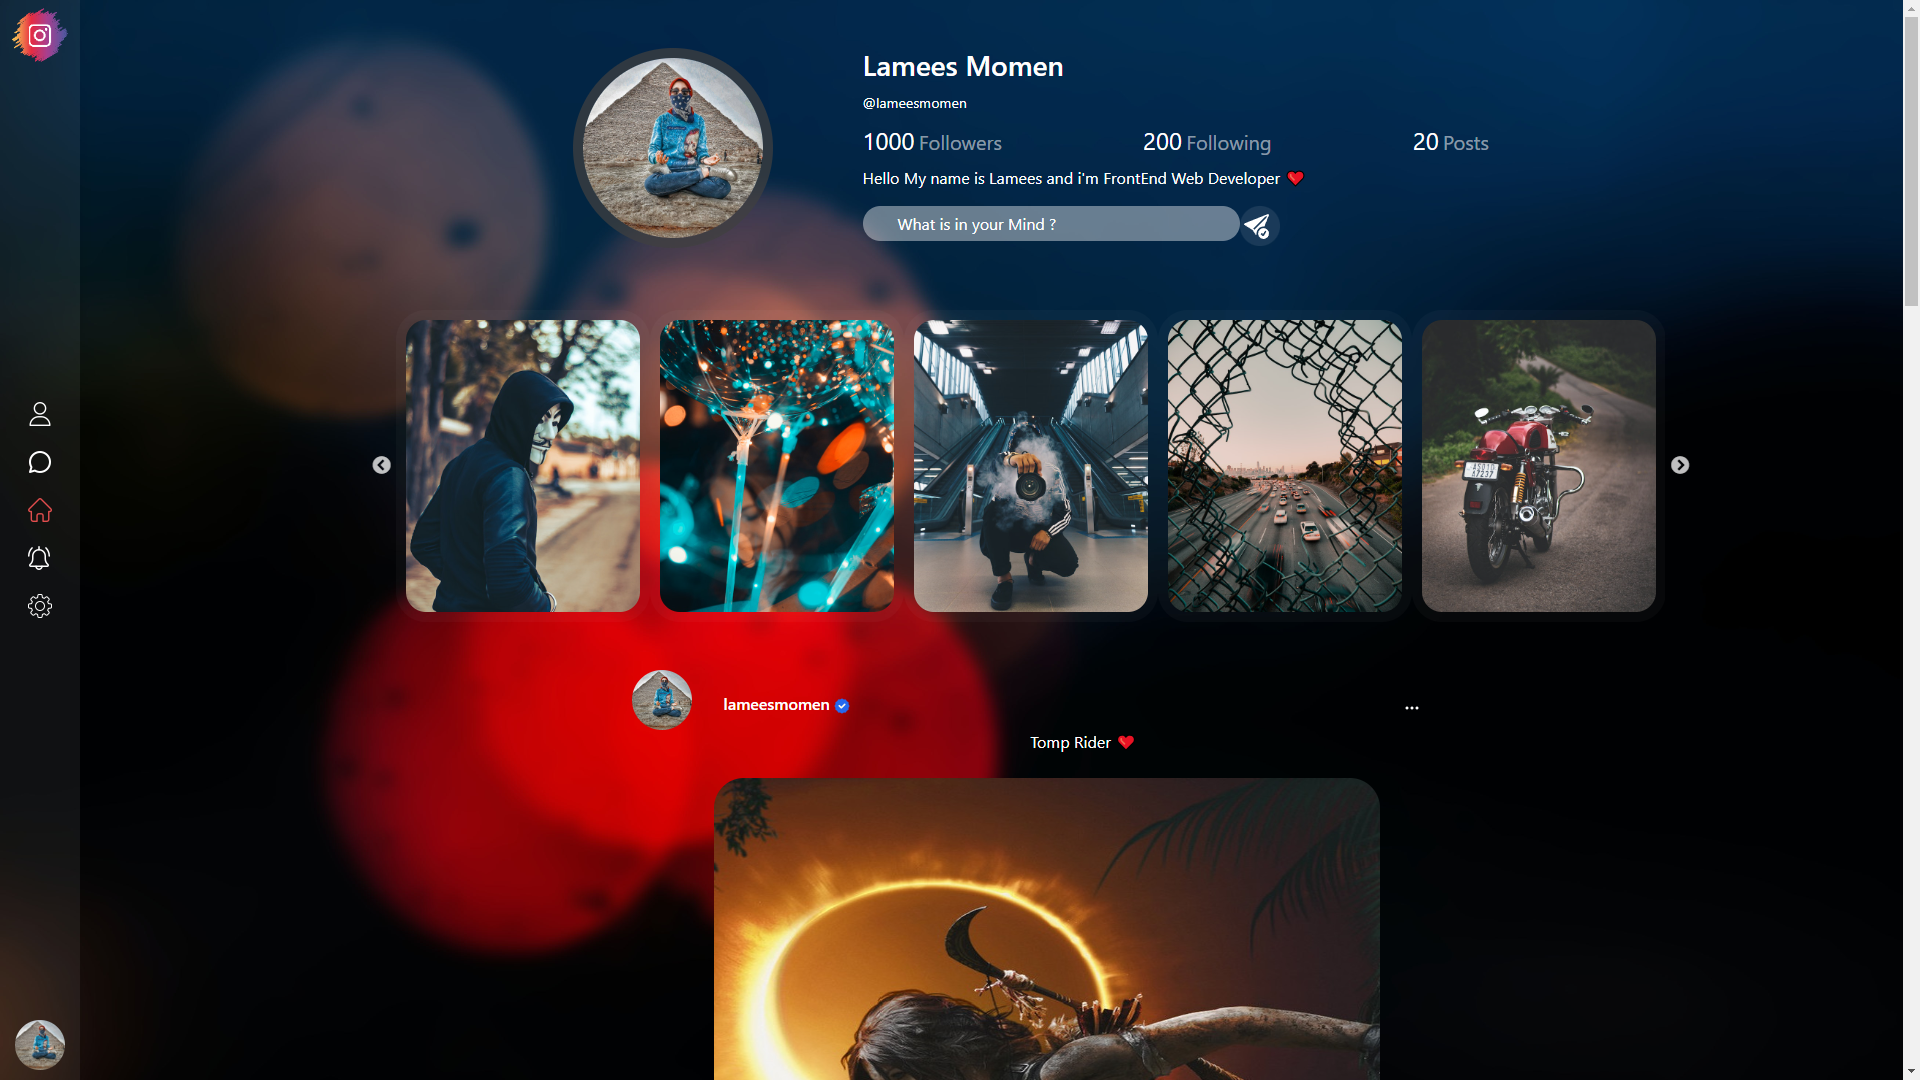 Lamees Momen
@lameesmomen
1000 Followers 200 Following 20 Posts
Hello My name is Lamees and i'm FrontEnd Web Developer ❤
What is in your Mind ?
lameesmomen
...
Tomp Rider ❤